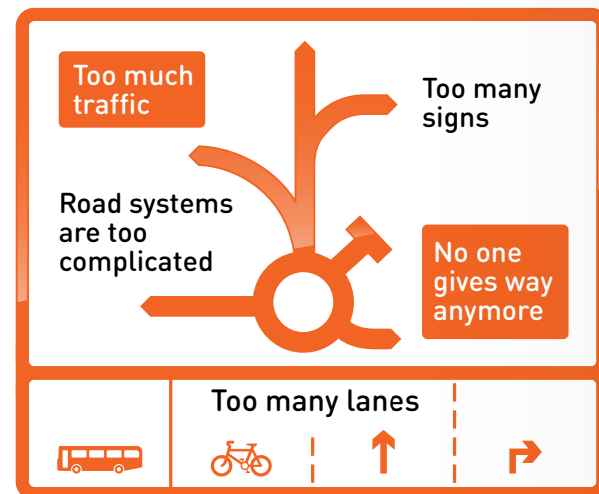 Too much
traffic
Too many
signs
Road systems
are too
complicated
No one
gives way
anymore
Too many lanes